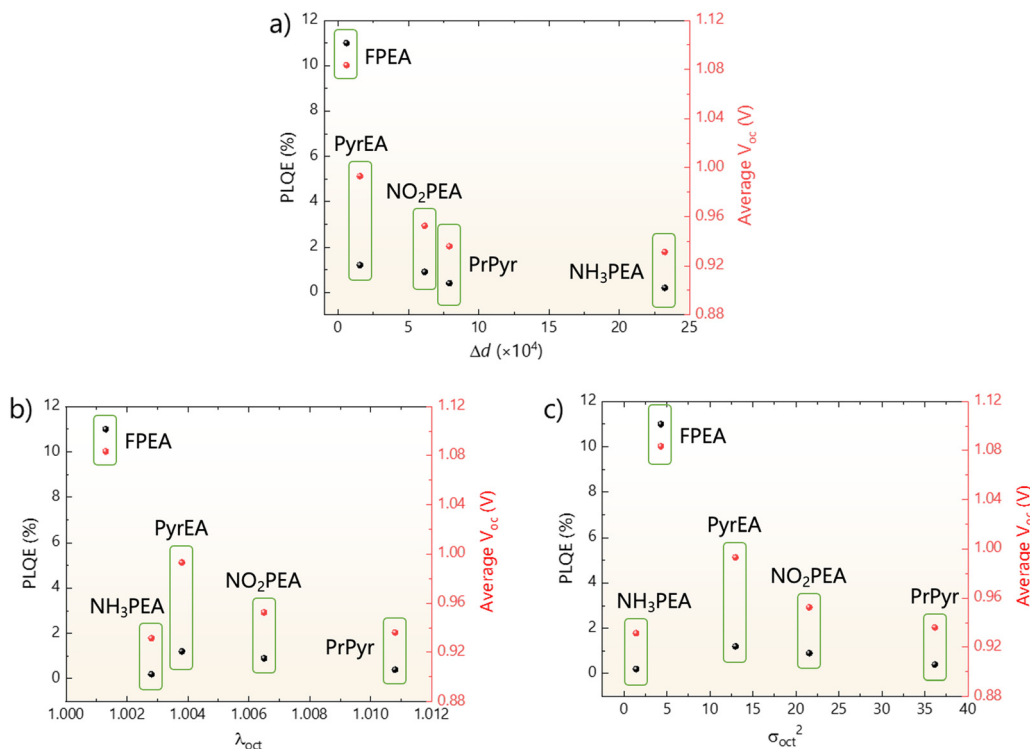 a)
12
10
8
6
4
2
0
PLQE (%)
FPEA
PyrEA
NO₂PEA
PrPyr
NH₃PEA
1.12
1.08
1.04
1.00
0.96
0.92
0.88
Average Voc (V)
0 5 10 15 20 25
Δd (×10⁴)
b)
12
10
8
6
4
2
0
PLQE (%)
FPEA
PyrEA
NH₃PEA
NO₂PEA
PrPyr
1.12
1.08
1.04
1.00
0.96
0.92
0.88
Average Voc (V)
1.000 1.002 1.004 1.006 1.008 1.010 1.012
λoct
c)
12
10
8
6
4
2
0
PLQE (%)
FPEA
PyrEA
NH₃PEA
NO₂PEA
PrPyr
1.12
1.08
1.04
1.00
0.96
0.92
0.88
Average Voc (V)
0 5 10 15 20 25 30 35 40
σoct²